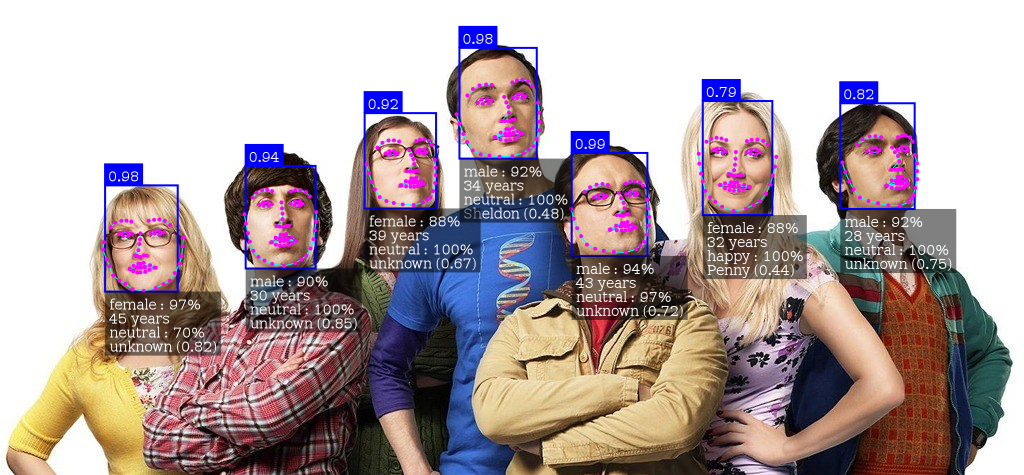 0.98
female : 97%
45 years
neutral : 70%
unknown (0.82)
0.94
male : 90%
30 years
neutral : 100%
unknown (0.85)
0.92
female : 88%
39 years
neutral : 100%
unknown (0.67)
0.98
male : 92%
34 years
neutral : 100%
Sheldon (0.48)
0.99
male : 94%
43 years
neutral : 97%
unknown (0.72)
0.79
female : 88%
32 years
happy : 100%
Penny (0.44)
0.82
male : 92%
28 years
neutral : 100%
unknown (0.75)